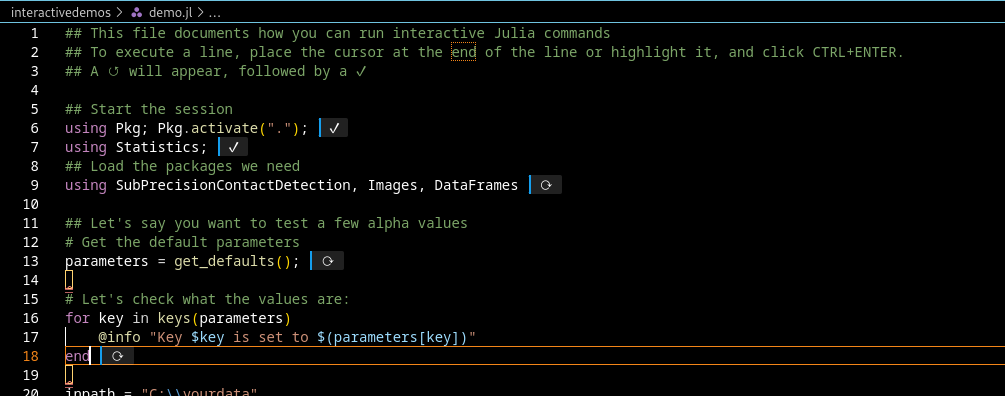 interactivedemos > demo.jl > ...
1 ## This file documents how you can run interactive Julia commands
2 ## To execute a line, place the cursor at the end of the line or highlight it, and click CTRL+ENTER.
3 ## A ↺ will appear, followed by a ✓
4
5 ## Start the session
6 using Pkg; Pkg.activate("."); ✓
7 using Statistics; ✓
8 ## Load the packages we need
9 using SubPrecisionContactDetection, Images, DataFrames ⟳
10
11 ## Let's say you want to test a few alpha values
12 # Get the default parameters
13 parameters = get_defaults(); ⟳
14
15 # Let's check what the values are:
16 for key in keys(parameters)
17 @info "Key $key is set to $(parameters[key])"
18 end ⟳
19
20 inpath = "C:\\yourdata"